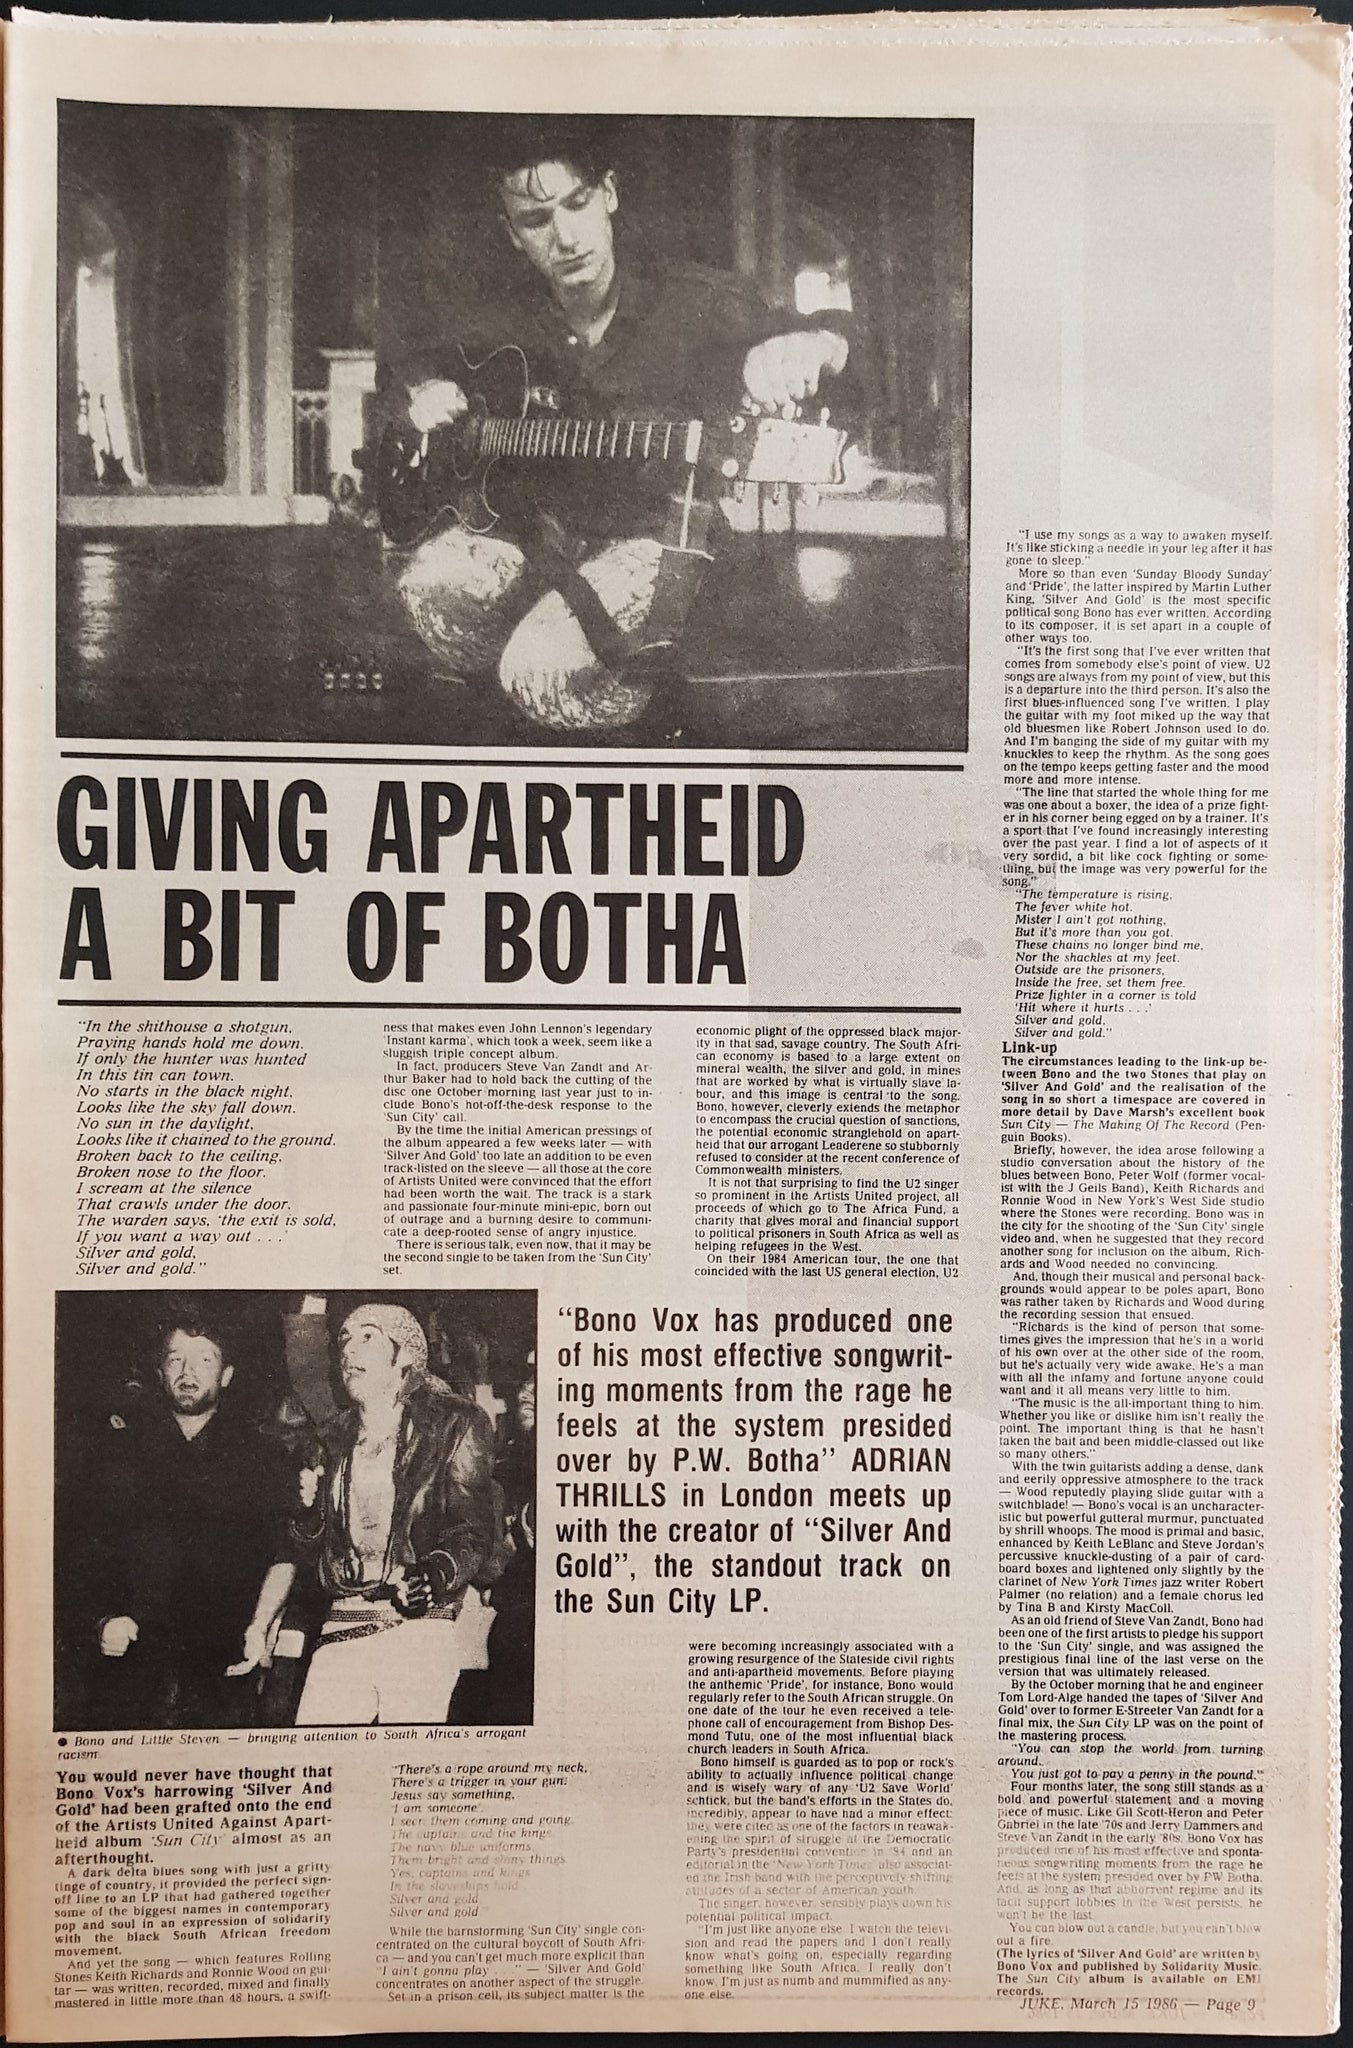 GIVING APARTHEID
A BIT OF BOTHA
"In the shithouse a shotgun,
Praying hands hold me down.
If only the hunter was hunted
In this tin can town.
No starts in the black night,
Looks like the sky fall down.
No sun in the daylight,
Looks like it chained to the ground.
Broken back to the ceiling,
Broken nose to the floor.
I scream at the silence
That crawls under the door.
The warden says, 'the exit is sold,
If you want a way out . . .'
Silver and gold,
Silver and gold."
● Bono and Little Steven — bringing attention to South Africa's arrogant
racism.
You would never have thought that
Bono Vox's harrowing 'Silver And
Gold' had been grafted onto the end
of the Artists United Against Apart-
heid album 'Sun City' almost as an
afterthought.
A dark delta blues song with just a gritty
tinge of country, it provided the perfect sign-
off line to an LP that had gathered together
some of the biggest names in contemporary
pop and soul in an expression of solidarity
with the black South African freedom
movement.
And yet the song — which features Rolling
Stones Keith Richards and Ronnie Wood on gui-
tar — was written, recorded, mixed and finally
mastered in little more than 48 hours, a swift-
ness that makes even John Lennon's legendary
'Instant karma', which took a week, seem like a
sluggish triple concept album.
In fact, producers Steve Van Zandt and Ar-
thur Baker had to hold back the cutting of the
disc one October morning last year just to in-
clude Bono's hot-off-the-desk response to the
'Sun City' call.
By the time the initial American pressings of
the album appeared a few weeks later — with
'Silver And Gold' too late an addition to be even
track-listed on the sleeve — all those at the core
of Artists United were convinced that the effort
had been worth the wait. The track is a stark
and passionate four-minute mini-epic, born out
of outrage and a burning desire to communi-
cate a deep-rooted sense of angry injustice.
There is serious talk, even now, that it may be
the second single to be taken from the 'Sun City'
set.
"There's a rope around my neck,
There's a trigger in your gun.
Jesus say something,
'I am someone'.
I seen them coming and going
The captains and the kings
The navy blue uniforms,
Them bright and shiny things
Yes, captains and kings
In the slaveships hold
Silver and gold
Silver and gold
While the barnstorming 'Sun City' single con-
centrated on the cultural boycott of South Afri-
ca — and you can't get much more explicit than
"I ain't gonna play . . ." — 'Silver And Gold'
concentrates on another aspect of the struggle.
Set in a prison cell, its subject matter is the
economic plight of the oppressed black major-
ity in that sad, savage country. The South Afri-
can economy is based to a large extent on
mineral wealth, the silver and gold, in mines
that are worked by what is virtually slave la-
bour, and this image is central to the song.
Bono, however, cleverly extends the metaphor
to encompass the crucial question of sanctions,
the potential economic stranglehold on apart-
heid that our arrogant Leaderene so stubbornly
refused to consider at the recent conference of
Commonwealth ministers.
It is not that surprising to find the U2 singer
so prominent in the Artists United project, all
proceeds of which go to The Africa Fund, a
charity that gives moral and financial support
to political prisoners in South Africa as well as
helping refugees in the West.
On their 1984 American tour, the one that
coincided with the last US general election, U2
"Bono Vox has produced one
of his most effective songwrit-
ing moments from the rage he
feels at the system presided
over by P.W. Botha" ADRIAN
THRILLS in London meets up
with the creator of "Silver And
Gold", the standout track on
the Sun City LP.
were becoming increasingly associated with a
growing resurgence of the Stateside civil rights
and anti-apartheid movements. Before playing
the anthemic 'Pride', for instance, Bono would
regularly refer to the South African struggle. On
one date of the tour he even received a tele-
phone call of encouragement from Bishop Des-
mond Tutu, one of the most influential black
church leaders in South Africa.
Bono himself is guarded as to pop or rock's
ability to actually influence political change
and is wisely wary of any 'U2 Save World'
schtick, but the band's efforts in the States do,
incredibly, appear to have had a minor effect:
they were cited as one of the factors in reawak-
ening the spirit of struggle at the Democratic
Party's presidential convention in '84 and an
editorial in the 'New York Times' also associat-
ed the Irish band with the perceptively shifting
attitudes of a sector of American youth.
The singer, however, sensibly plays down his
potential political impact.
"I'm just like anyone else. I watch the televi-
sion and read the papers and I don't really
know what's going on, especially regarding
something like South Africa. I really don't
know. I'm just as numb and mummified as any-
one else.
"I use my songs as a way to awaken myself.
It's like sticking a needle in your leg after it has
gone to sleep."
More so than even 'Sunday Bloody Sunday'
and 'Pride', the latter inspired by Martin Luther
King, 'Silver And Gold' is the most specific
political song Bono has ever written. According
to its composer, it is set apart in a couple of
other ways too.
"It's the first song that I've ever written that
comes from somebody else's point of view. U2
songs are always from my point of view, but this
is a departure into the third person. It's also the
first blues-influenced song I've written. I play
the guitar with my foot miked up the way that
old bluesmen like Robert Johnson used to do.
And I'm banging the side of my guitar with my
knuckles to keep the rhythm. As the song goes
on the tempo keeps getting faster and the mood
more and more intense.
"The line that started the whole thing for me
was one about a boxer, the idea of a prize fight-
er in his corner being egged on by a trainer. It's
a sport that I've found increasingly interesting
over the past year. I find a lot of aspects of it
very sordid, a bit like cock fighting or some-
thing, but the image was very powerful for the
song."
"The temperature is rising,
The fever white hot.
Mister I ain't got nothing,
But it's more than you got.
These chains no longer bind me,
Nor the shackles at my feet.
Outside are the prisoners,
Inside the free, set them free.
Prize fighter in a corner is told
'Hit where it hurts . . .'
Silver and gold,
Silver and gold."
Link-up
The circumstances leading to the link-up be-
tween Bono and the two Stones that play on
'Silver And Gold' and the realisation of the
song in so short a timespace are covered in
more detail by Dave Marsh's excellent book
Sun City — The Making Of The Record (Pen-
guin Books).
Briefly, however, the idea arose following a
studio conversation about the history of the
blues between Bono, Peter Wolf (former vocal-
ist with the J Geils Band), Keith Richards and
Ronnie Wood in New York's West Side studio
where the Stones were recording. Bono was in
the city for the shooting of the 'Sun City' single
video and, when he suggested that they record
another song for inclusion on the album, Rich-
ards and Wood needed no convincing.
And, though their musical and personal back-
grounds would appear to be poles apart, Bono
was rather taken by Richards and Wood during
the recording session that ensued.
"Richards is the kind of person that some-
times gives the impression that he's in a world
of his own over at the other side of the room,
but he's actually very wide awake. He's a man
with all the infamy and fortune anyone could
want and it all means very little to him.
"The music is the all-important thing to him.
Whether you like or dislike him isn't really the
point. The important thing is that he hasn't
taken the bait and been middle-classed out like
so many others."
With the twin guitarists adding a dense, dank
and eerily oppressive atmosphere to the track
— Wood reputedly playing slide guitar with a
switchblade! — Bono's vocal is an uncharacter-
istic but powerful gutteral murmur, punctuated
by shrill whoops. The mood is primal and basic,
enhanced by Keith LeBlanc and Steve Jordan's
percussive knuckle-dusting of a pair of card-
board boxes and lightened only slightly by the
clarinet of New York Times jazz writer Robert
Palmer (no relation) and a female chorus led
by Tina B and Kirsty MacColl.
As an old friend of Steve Van Zandt, Bono had
been one of the first artists to pledge his support
to the 'Sun City' single, and was assigned the
prestigious final line of the last verse on the
version that was ultimately released.
By the October morning that he and engineer
Tom Lord-Alge handed the tapes of 'Silver And
Gold' over to former E-Streeter Van Zandt for a
final mix, the Sun City LP was on the point of
the mastering process.
"You can stop the world from turning
around.
You just got to pay a penny in the pound."
Four months later, the song still stands as a
bold and powerful statement and a moving
piece of music. Like Gil Scott-Heron and Peter
Gabriel in the late '70s and Jerry Dammers and
Steve Van Zandt in the early '80s, Bono Vox has
produced one of his most effective and sponta-
neous songwriting moments from the rage he
feels at the system presided over by PW Botha.
And, as long as that abhorrent regime and its
tacit support lobbies in the West persists, he
won't be the last.
You can blow out a candle, but you can't blow
out a fire.
(The lyrics of 'Silver And Gold' are written by
Bono Vox and published by Solidarity Music.
The Sun City album is available on EMI
records.
JUKE, March 15 1986 — Page 9